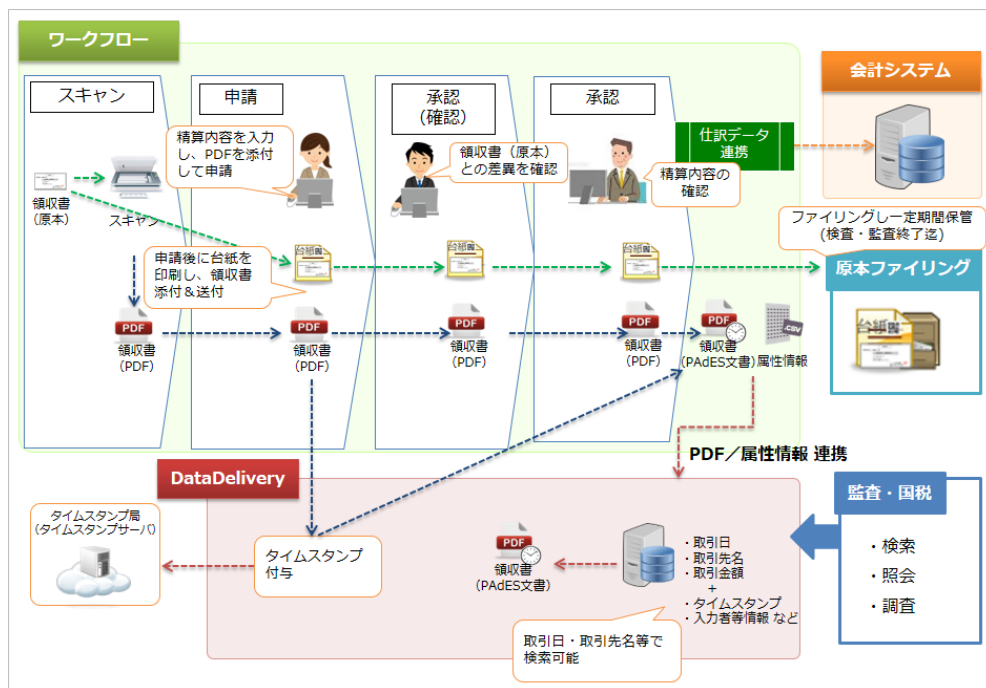 ワークフロー
スキャン
申請
承認
(確認)
承認
会計システム
精算内容を入力
し、PDFを添付
して申請
領収書（原本）
との差異を確認
精算内容の
確認
仕訳データ
連携
領収書
(原本)
スキャン
ファイリングし一定期間保管
(検査・監査終了迄)
原本ファイリング
申請後に台紙を
印刷し、領収書
添付＆送付
台紙
台紙
台紙
台紙
PDF
領収書
(PDF)
PDF
領収書
(PDF)
PDF
領収書
(PDF)
PDF
領収書
(PDF)
PDF
領収書
(PAdES文書)
.CSV
属性情報
PDF／属性情報 連携
DataDelivery
監査・国税
・検索
・照会
・調査
タイムスタンプ局
(タイムスタンプサーバ)
タイムスタンプ
付与
PDF
領収書
(PAdES文書)
・取引日
・取引先名
・取引金額
+
・タイムスタンプ
・入力者等情報 など
取引日・取引先名等で
検索可能